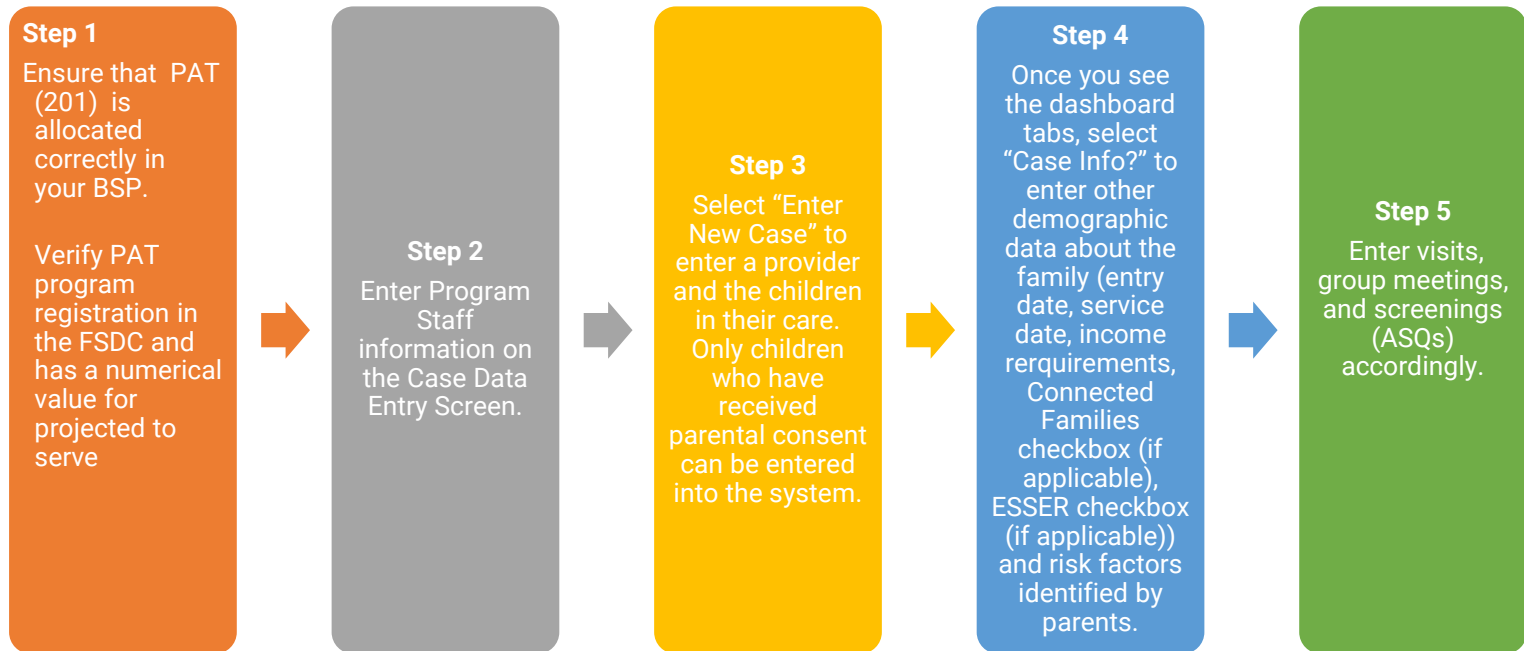 Step 1
Ensure that PAT
(201) is
allocated
correctly in
your BSP.
Verify PAT
program
registration in
the FSDC and
has a numerical
value for
projected to
serve
Step 2
Enter Program
Staff
information on
the Case Data
Entry Screen.
Step 3
Select “Enter
New Case” to
enter a provider
and the children
in their care.
Only children
who have
received
parental consent
can be entered
into the system.
Step 4
Once you see
the dashboard
tabs, select
“Case Info?” to
enter other
demographic
data about the
family (entry
date, service
date, income
rerquirements,
Connected
Families
checkbox (if
applicable),
ESSER checkbox
(if applicable))
and risk factors
identified by
parents.
Step 5
Enter visits,
group meetings,
and screenings
(ASQs)
accordingly.